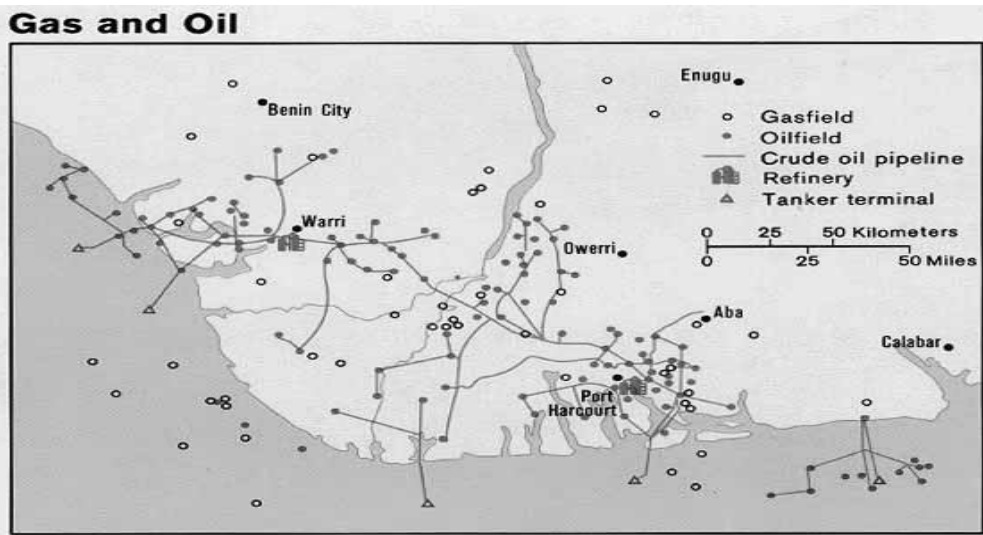 Gas and Oil
Enugu
Benin City
Gasfield
Oilfield
Crude oil pipeline
Refinery
Tanker terminal
Warri
0 25 50 Kilometers
0 25 50 Miles
Owerri
Aba
Calabar
Port
Harcourt